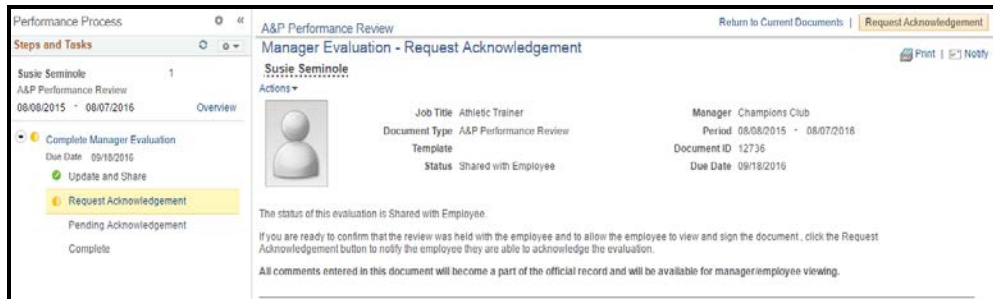 Performance Process
Steps and Tasks
Susie Seminole 1
A&P Performance Review
08/08/2015 - 08/07/2016 Overview
Complete Manager Evaluation
Due Date 09/18/2016
Update and Share
Request Acknowledgement
Pending Acknowledgement
Complete
A&P Performance Review
Return to Current Documents | Request Acknowledgement
Manager Evaluation - Request Acknowledgement
Print | Notify
Susie Seminole
Actions
Job Title Athletic Trainer Manager Champions Club
Document Type A&P Performance Review Period 08/08/2015 - 08/07/2016
Template Document ID 12736
Status Shared with Employee Due Date 09/18/2016
The status of this evaluation is Shared with Employee.
If you are ready to confirm that the review was held with the employee and to allow the employee to view and sign the document, click the Request
Acknowledgement button to notify the employee they are able to acknowledge the evaluation.
All comments entered in this document will become a part of the official record and will be available for manager/employee viewing.